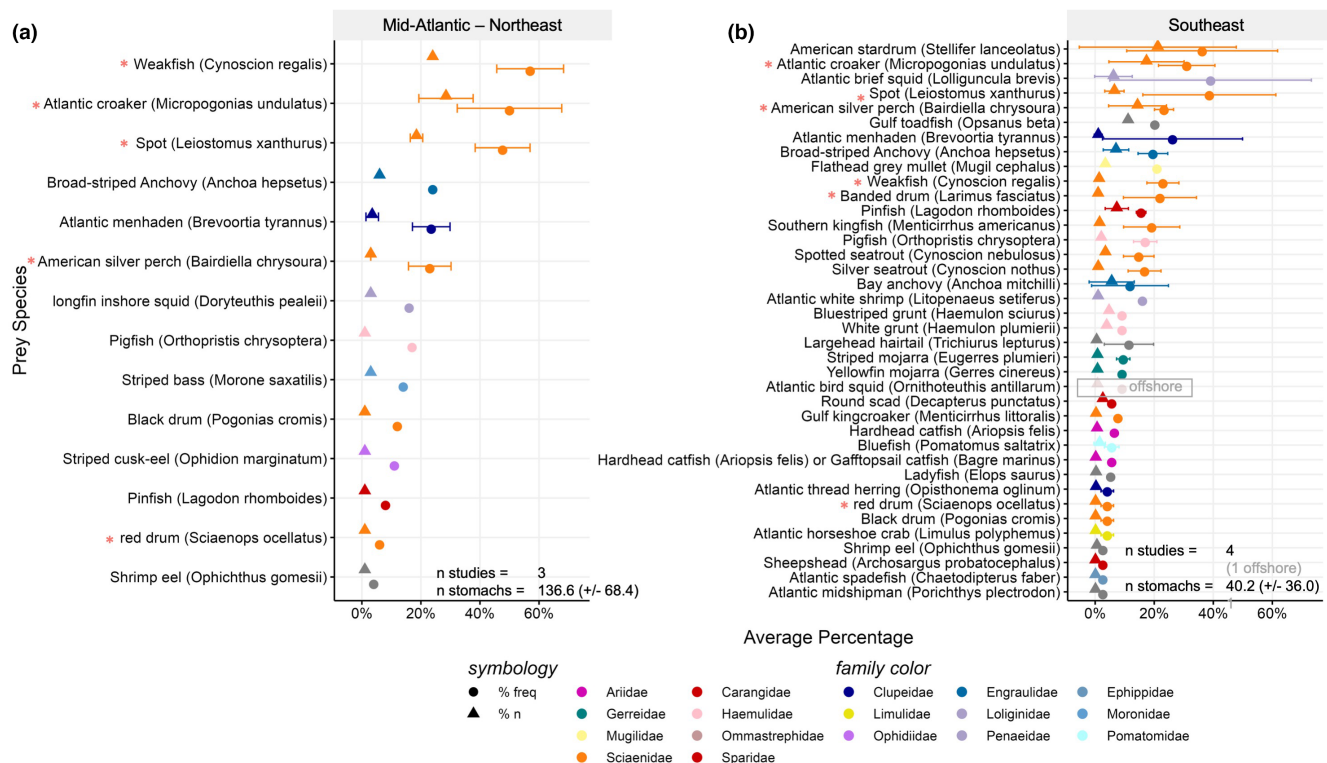 (a)
Mid-Atlantic – Northeast
Prey Species
* Weakfish (Cynoscion regalis)
* Atlantic croaker (Micropogonias undulatus)
* Spot (Leiostomus xanthurus)
Broad-striped Anchovy (Anchoa hepsetus)
Atlantic menhaden (Brevoortia tyrannus)
* American silver perch (Bairdiella chrysoura)
longfin inshore squid (Doryteuthis pealeii)
Pigfish (Orthopristis chrysoptera)
Striped bass (Morone saxatilis)
Black drum (Pogonias cromis)
Striped cusk-eel (Ophidion marginatum)
Pinfish (Lagodon rhomboides)
* red drum (Sciaenops ocellatus)
Shrimp eel (Ophichthus gomesii)
n studies = 3
n stomachs = 136.6 (+/- 68.4)
0% 20% 40% 60%
(b)
Southeast
American stardrum (Stellifer lanceolatus)
* Atlantic croaker (Micropogonias undulatus)
Atlantic brief squid (Lolliguncula brevis)
* Spot (Leiostomus xanthurus)
* American silver perch (Bairdiella chrysoura)
Gulf toadfish (Opsanus beta)
Atlantic menhaden (Brevoortia tyrannus)
Broad-striped Anchovy (Anchoa hepsetus)
Flathead grey mullet (Mugil cephalus)
* Weakfish (Cynoscion regalis)
* Banded drum (Larimus fasciatus)
Pinfish (Lagodon rhomboides)
Southern kingfish (Menticirrhus americanus)
Pigfish (Orthopristis chrysoptera)
Spotted seatrout (Cynoscion nebulosus)
Silver seatrout (Cynoscion nothus)
Bay anchovy (Anchoa mitchilli)
Atlantic white shrimp (Litopenaeus setiferus)
Bluestriped grunt (Haemulon sciurus)
White grunt (Haemulon plumierii)
Largehead hairtail (Trichiurus lepturus)
Striped mojarra (Eugerres plumieri)
Yellowfin mojarra (Gerres cinereus)
Atlantic bird squid (Ornithoteuthis antillarum) offshore
Round scad (Decapterus punctatus)
Gulf kingcroaker (Menticirrhus littoralis)
Hardhead catfish (Ariopsis felis)
Bluefish (Pomatomus saltatrix)
Hardhead catfish (Ariopsis felis) or Gafftopsail catfish (Bagre marinus)
Ladyfish (Elops saurus)
Atlantic thread herring (Opisthonema oglinum)
* red drum (Sciaenops ocellatus)
Black drum (Pogonias cromis)
Atlantic horseshoe crab (Limulus polyphemus)
Shrimp eel (Ophichthus gomesii)
Sheepshead (Archosargus probatocephalus)
Atlantic spadefish (Chaetodipterus faber)
Atlantic midshipman (Porichthys plectrodon)
n studies = 4
(1 offshore)
n stomachs = 40.2 (+/- 36.0)
0% 20% 40% 60%
Average Percentage
symbology
% freq
% n
family color
Ariidae Carangidae Clupeidae Engraulidae Ephippidae
Gerreidae Haemulidae Limulidae Loliginidae Moronidae
Mugilidae Ommastrephidae Ophidiidae Penaeidae Pomatomidae
Sciaenidae Sparidae